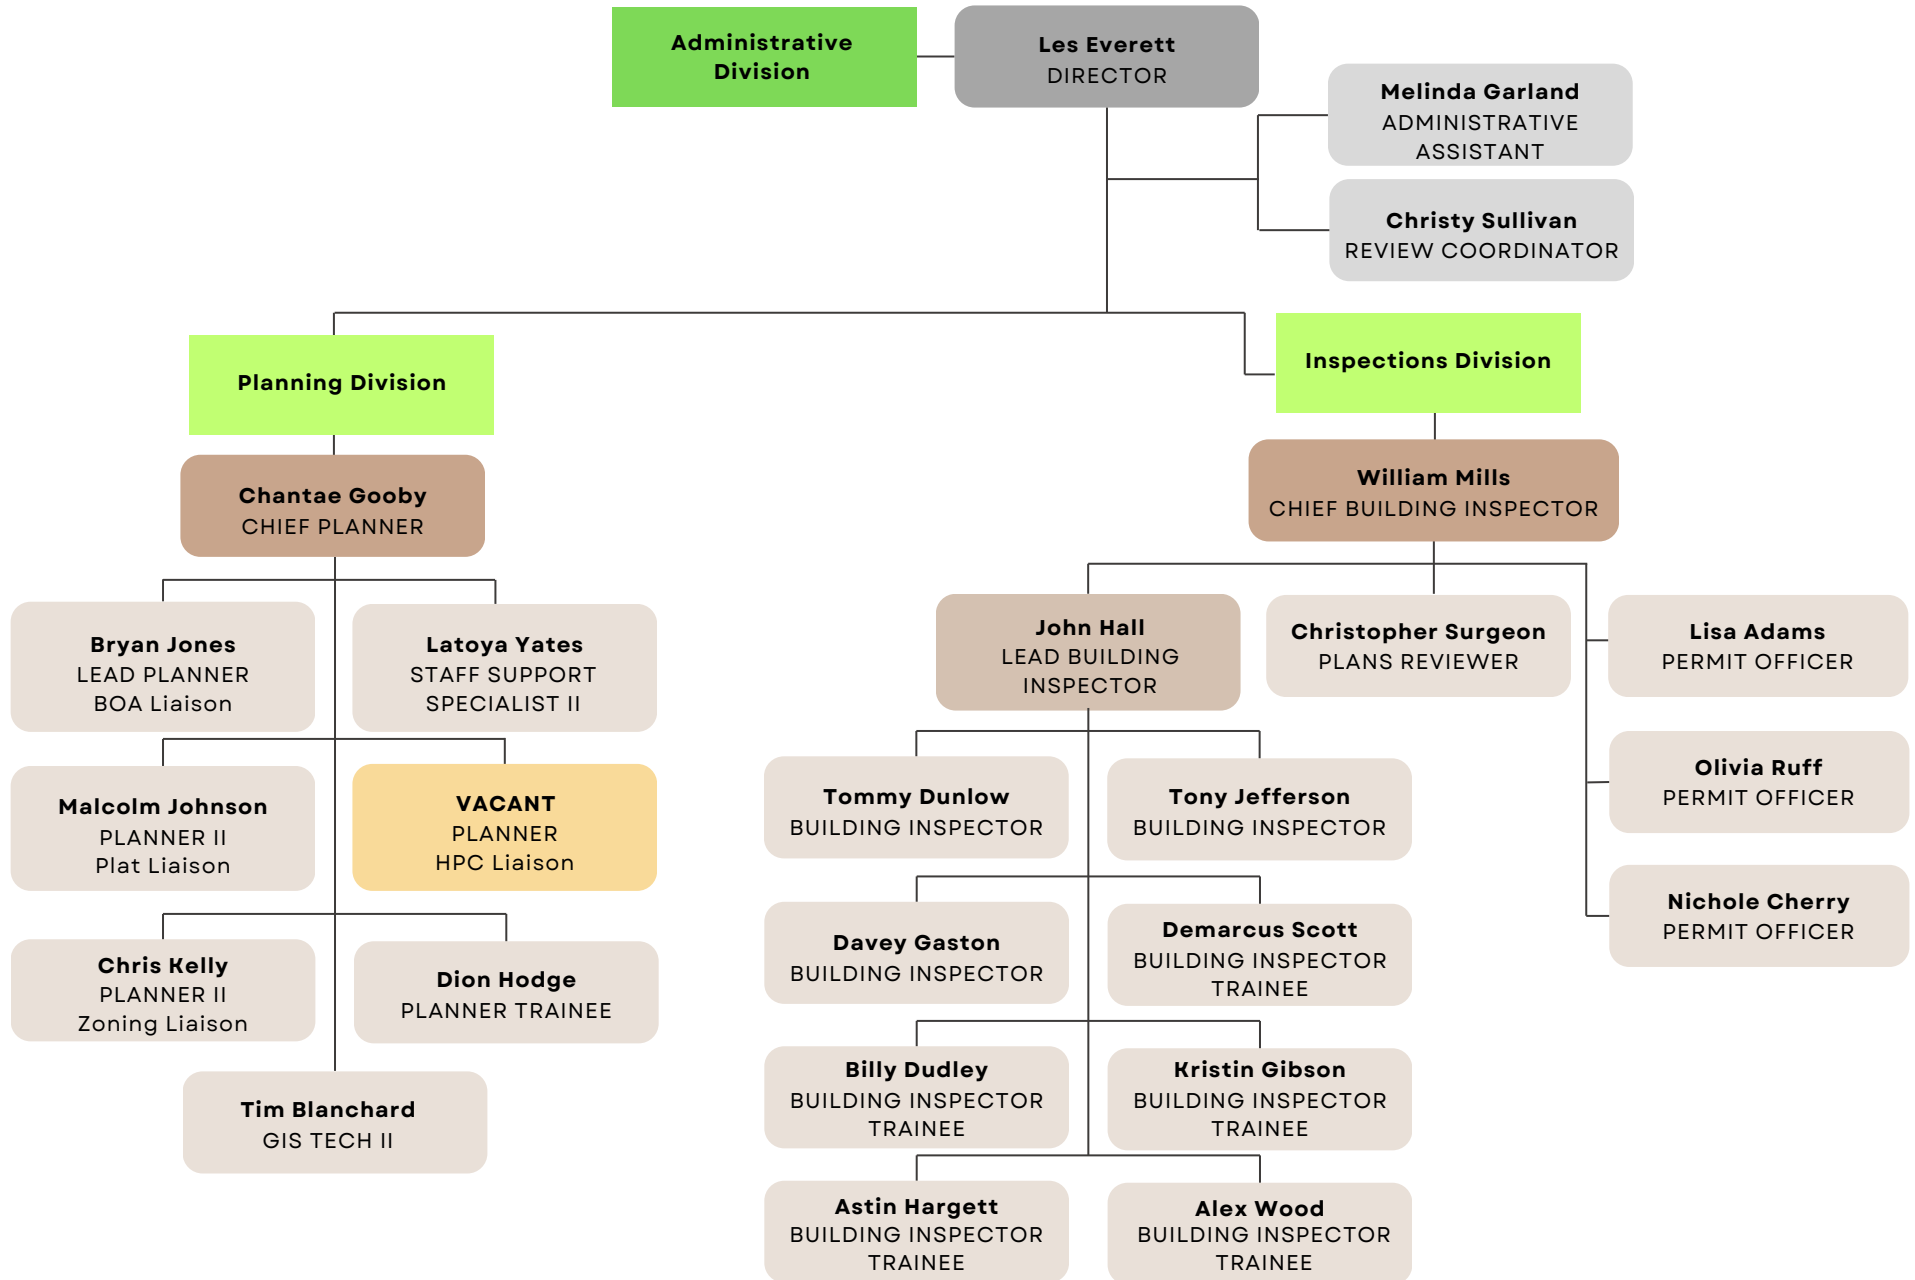 Administrative
Division
Les Everett
DIRECTOR
Melinda Garland
ADMINISTRATIVE
ASSISTANT
Christy Sullivan
REVIEW COORDINATOR
Planning Division
Inspections Division
Chantae Gooby
CHIEF PLANNER
William Mills
CHIEF BUILDING INSPECTOR
Bryan Jones
LEAD PLANNER
BOA Liaison
Latoya Yates
STAFF SUPPORT
SPECIALIST II
Malcolm Johnson
PLANNER II
Plat Liaison
VACANT
PLANNER
HPC Liaison
Chris Kelly
PLANNER II
Zoning Liaison
Dion Hodge
PLANNER TRAINEE
Tim Blanchard
GIS TECH II
John Hall
LEAD BUILDING
INSPECTOR
Christopher Surgeon
PLANS REVIEWER
Lisa Adams
PERMIT OFFICER
Olivia Ruff
PERMIT OFFICER
Nichole Cherry
PERMIT OFFICER
Tommy Dunlow
BUILDING INSPECTOR
Tony Jefferson
BUILDING INSPECTOR
Davey Gaston
BUILDING INSPECTOR
Demarcus Scott
BUILDING INSPECTOR
TRAINEE
Billy Dudley
BUILDING INSPECTOR
TRAINEE
Kristin Gibson
BUILDING INSPECTOR
TRAINEE
Astin Hargett
BUILDING INSPECTOR
TRAINEE
Alex Wood
BUILDING INSPECTOR
TRAINEE